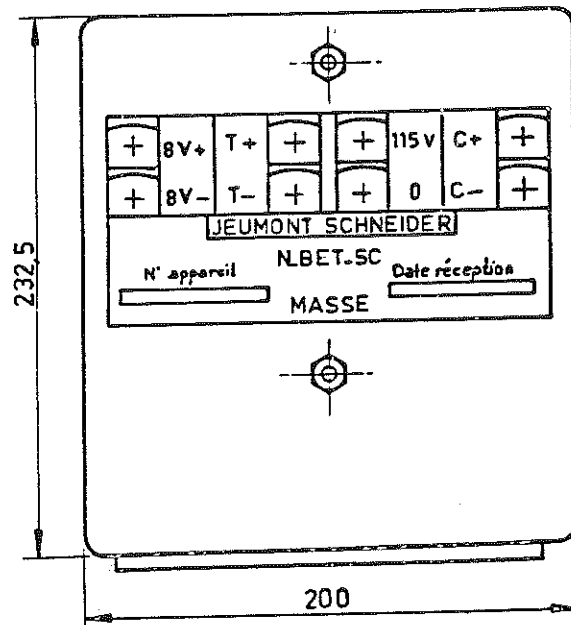 8V+ T+ 115 V C+
8V- T- 0 C-
JEUMONT SCHNEIDER
N.BET.SC
N° appareil Date réception
MASSE
232,5
200